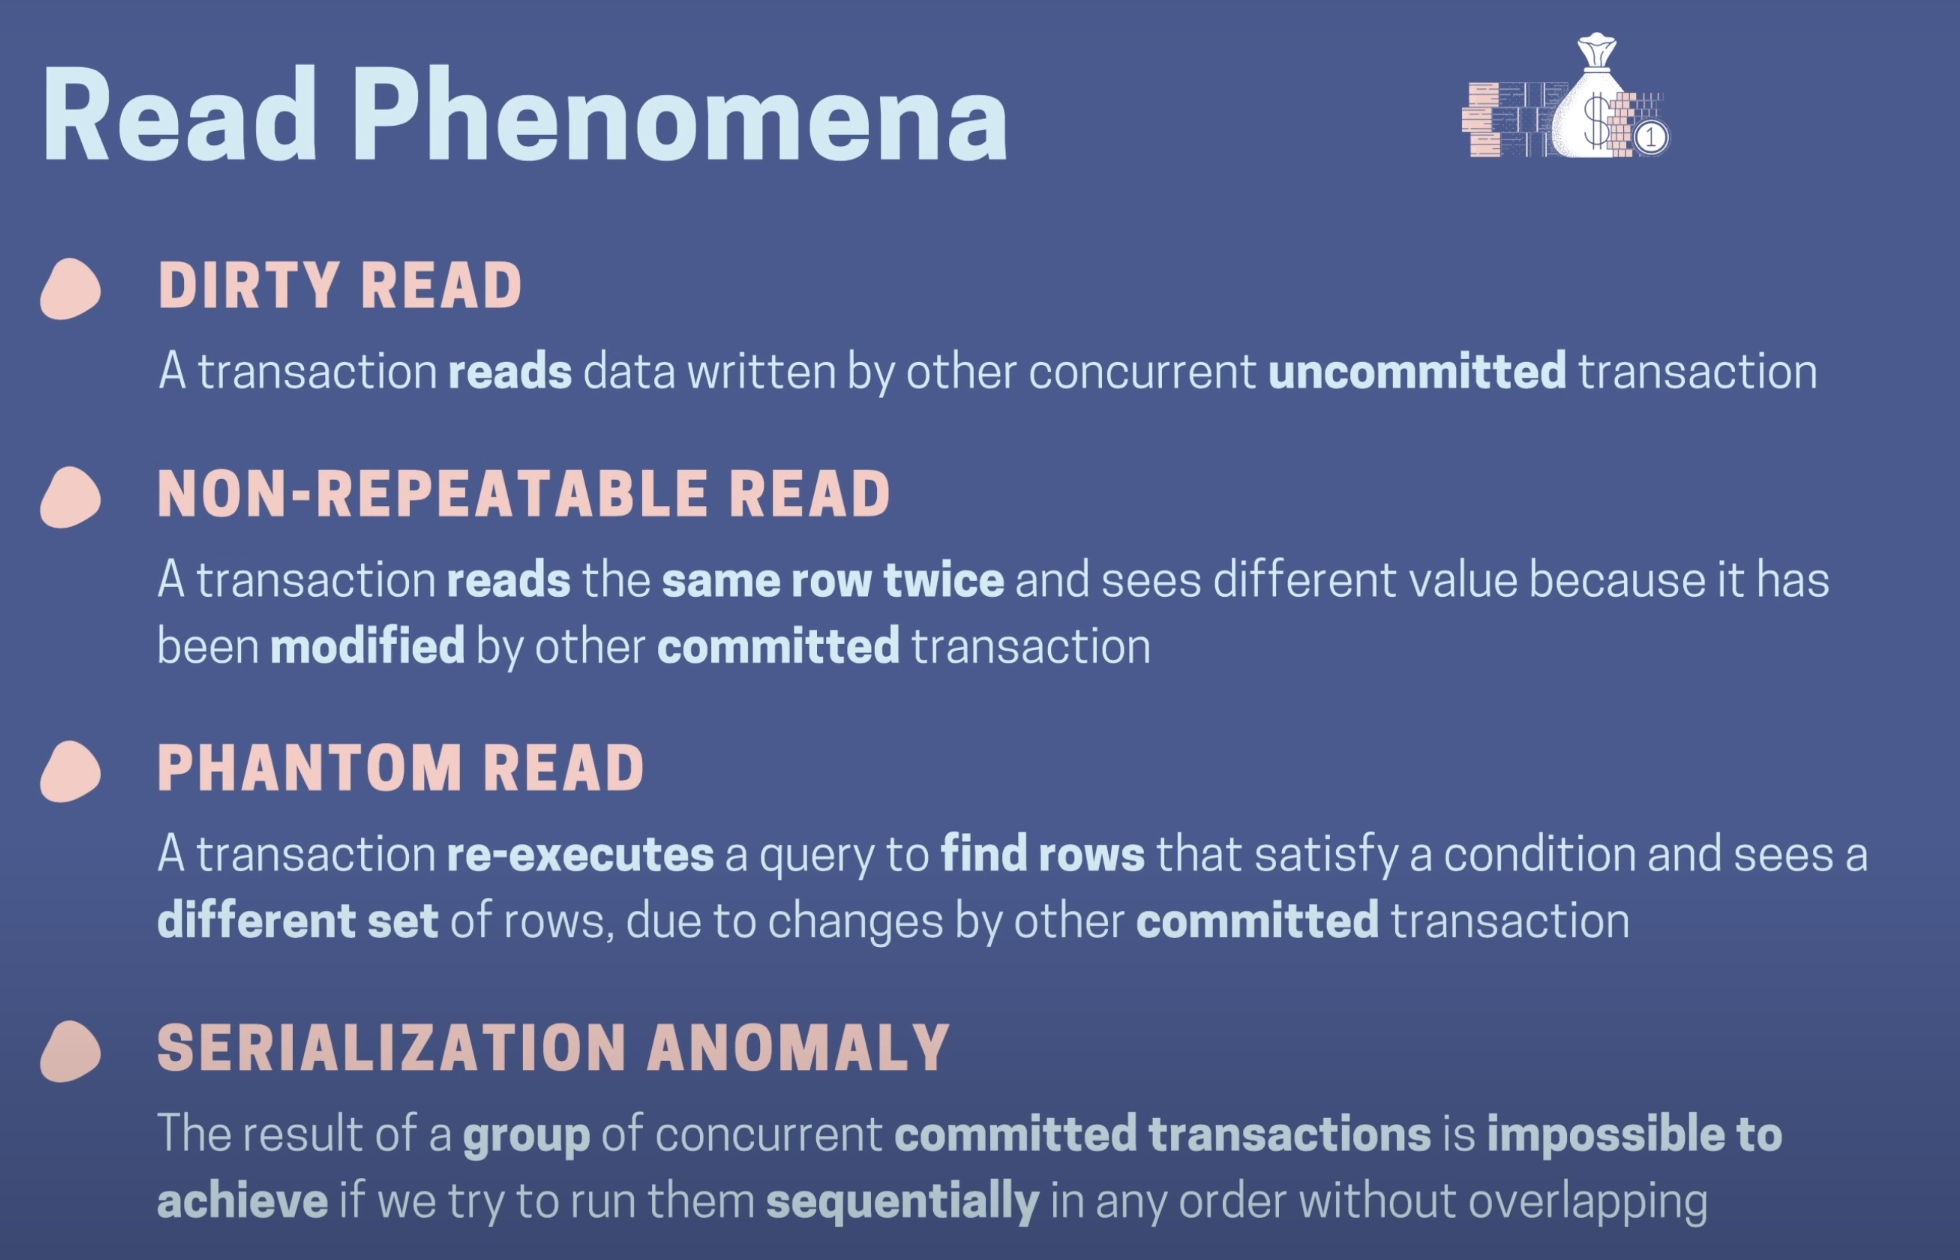 Read Phenomena
$
1
DIRTY READ
A transaction reads data written by other concurrent uncommitted transaction
NON-REPEATABLE READ
A transaction reads the same row twice and sees different value because it has
been modified by other committed transaction
PHANTOM READ
A transaction re-executes a query to find rows that satisfy a condition and sees a
different set of rows, due to changes by other committed transaction
SERIALIZATION ANOMALY
The result of a group of concurrent committed transactions is impossible to
achieve if we try to run them sequentially in any order without overlapping